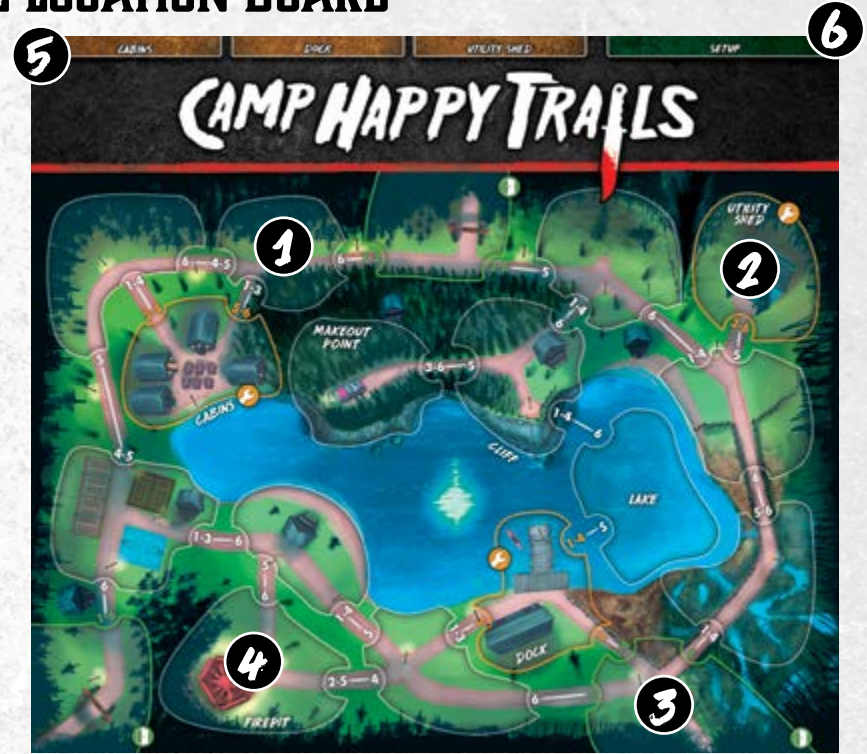 LOCATION BOARD
5
6
CABINS
DOCK
UTILITY SHED
SETUP
CAMP HAPPY TRAILS
UTILITY
SHED
1
2
6
4-5
1-4
1-3
6
5
1-4
6
6
1-4
5
MAKEOUT
POINT
3-6
5
5
CABINS
CLIFF
1-4
6
4-5
LAKE
5-6
1-3
6
5
6
6
1-4
5
1-3
5
DOCK
1-4
4
2-5
4
6
3
FIREPIT